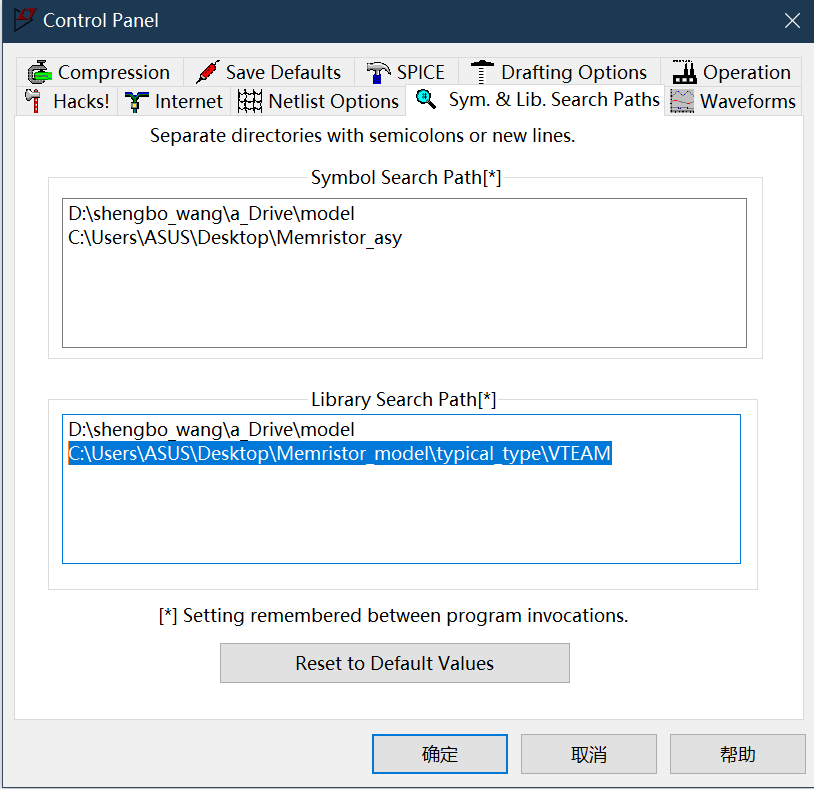 Control Panel
Compression
Save Defaults
SPICE
Drafting Options
Operation
Hacks!
Internet
Netlist Options
Sym. & Lib. Search Paths
Waveforms
Separate directories with semicolons or new lines.
Symbol Search Path[*]
D:\shengbo_wang\a_Drive\model
C:\Users\ASUS\Desktop\Memristor_asy
Library Search Path[*]
D:\shengbo_wang\a_Drive\model
C:\Users\ASUS\Desktop\Memristor_model\typical_type\VTEAM
[*] Setting remembered between program invocations.
Reset to Default Values
确定
取消
帮助